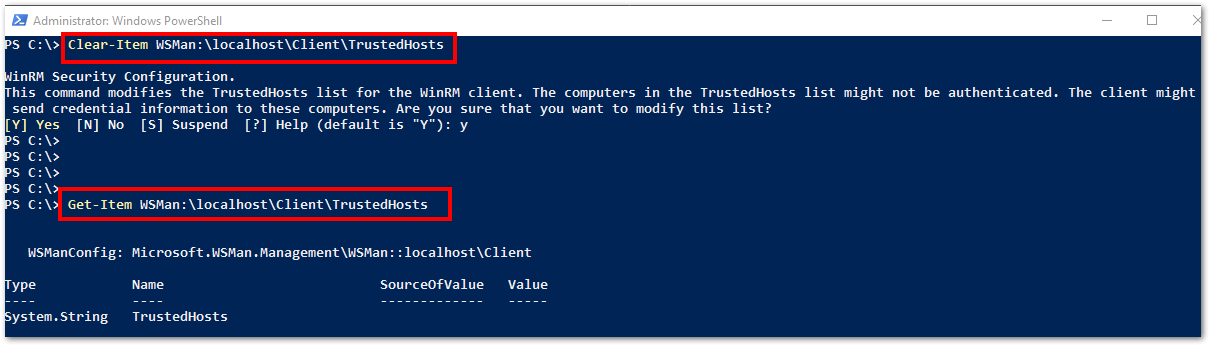 Administrator: Windows PowerShell
PS C:\> Clear-Item WSMan:\localhost\Client\TrustedHosts
WinRM Security Configuration.
This command modifies the TrustedHosts list for the WinRM client. The computers in the TrustedHosts list might not be authenticated. The client might
send credential information to these computers. Are you sure that you want to modify this list?
[Y] Yes  [N] No  [S] Suspend  [?] Help (default is "Y"): y
PS C:\>
PS C:\>
PS C:\>
PS C:\>
PS C:\> Get-Item WSMan:\localhost\Client\TrustedHosts
WSManConfig: Microsoft.WSMan.Management\WSMan::localhost\Client
Type            Name                           SourceOfValue   Value
----            ----                           -------------   -----
System.String   TrustedHosts